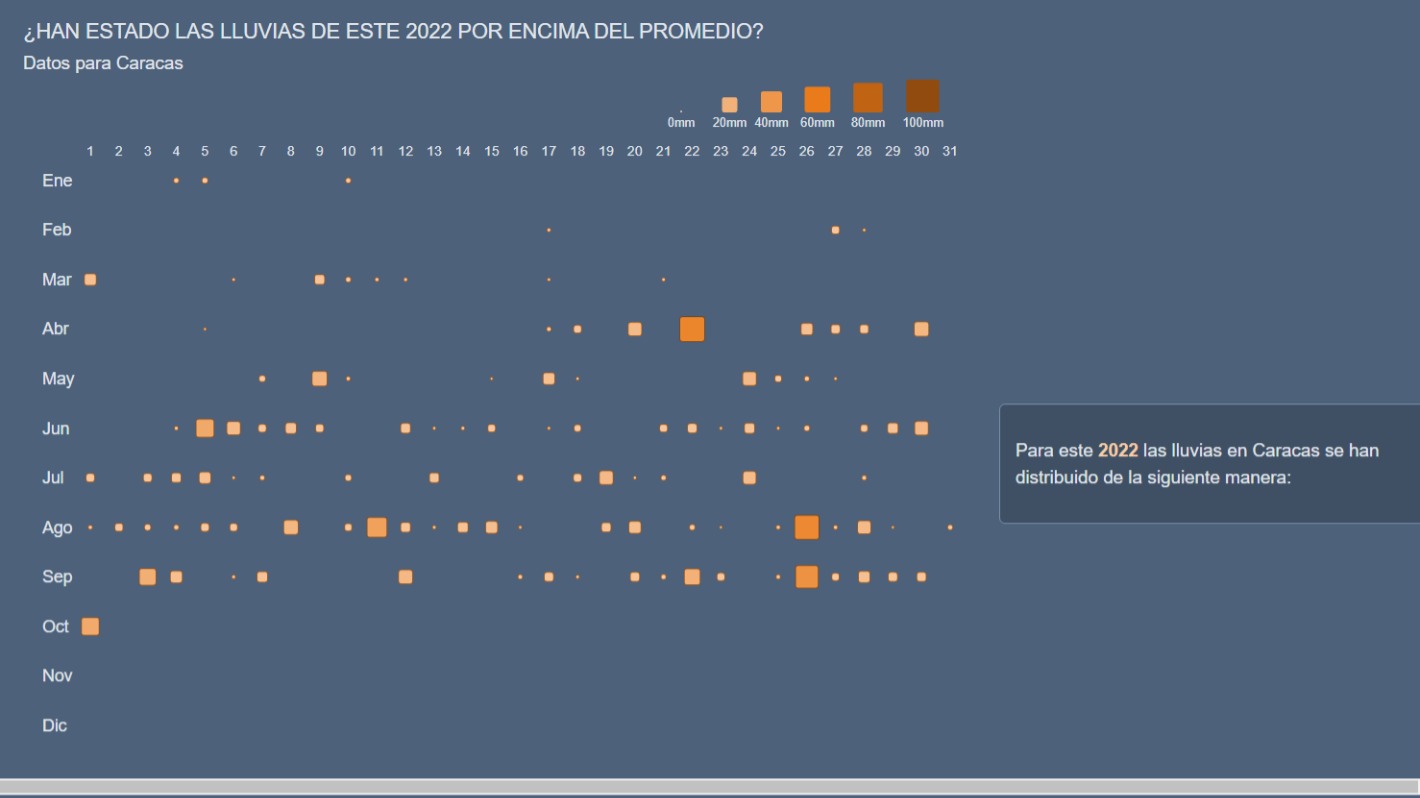 ¿HAN ESTADO LAS LLUVIAS DE ESTE 2022 POR ENCIMA DEL PROMEDIO?
Datos para Caracas
0mm 20mm 40mm 60mm 80mm 100mm
1 2 3 4 5 6 7 8 9 10 11 12 13 14 15 16 17 18 19 20 21 22 23 24 25 26 27 28 29 30 31
Ene
Feb
Mar
Abr
May
Jun
Jul
Ago
Sep
Oct
Nov
Dic
Para este 2022 las lluvias en Caracas se han
distribuido de la siguiente manera: